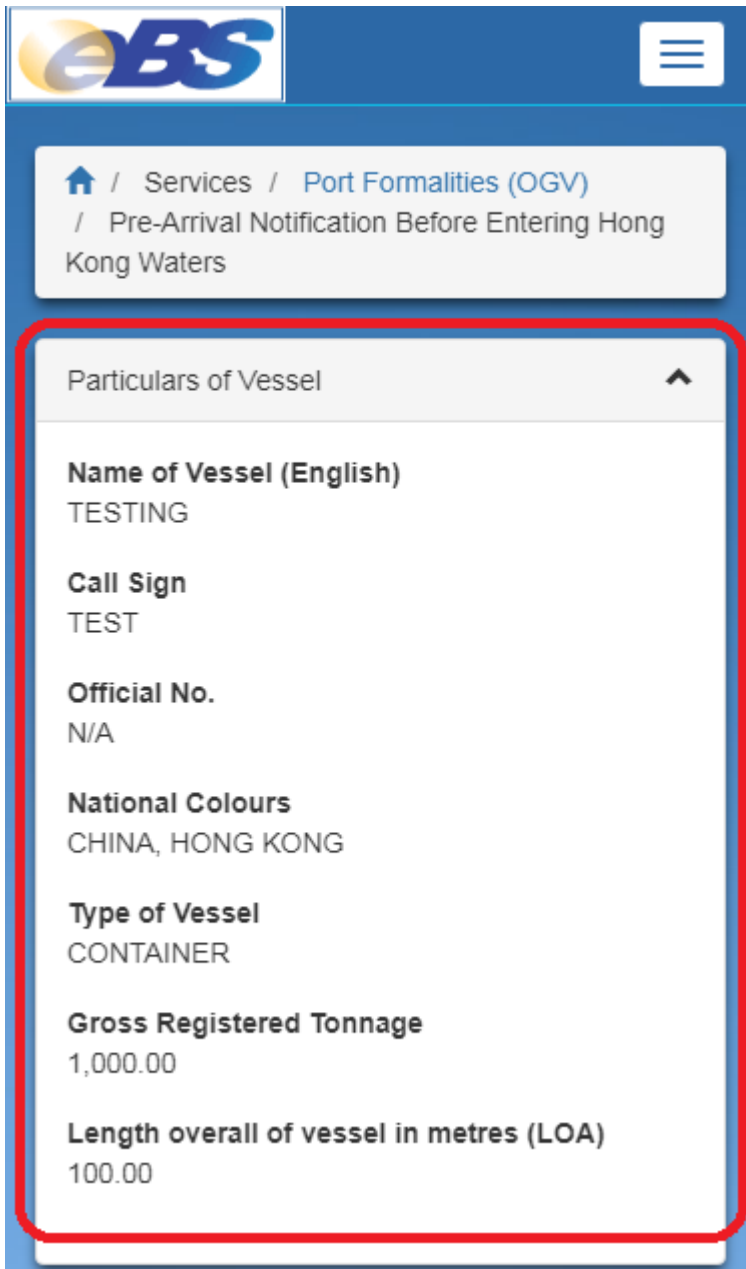 eBS
/ Services / Port Formalities (OGV)
/ Pre-Arrival Notification Before Entering Hong
Kong Waters
Particulars of Vessel
Name of Vessel (English)
TESTING
Call Sign
TEST
Official No.
N/A
National Colours
CHINA, HONG KONG
Type of Vessel
CONTAINER
Gross Registered Tonnage
1,000.00
Length overall of vessel in metres (LOA)
100.00